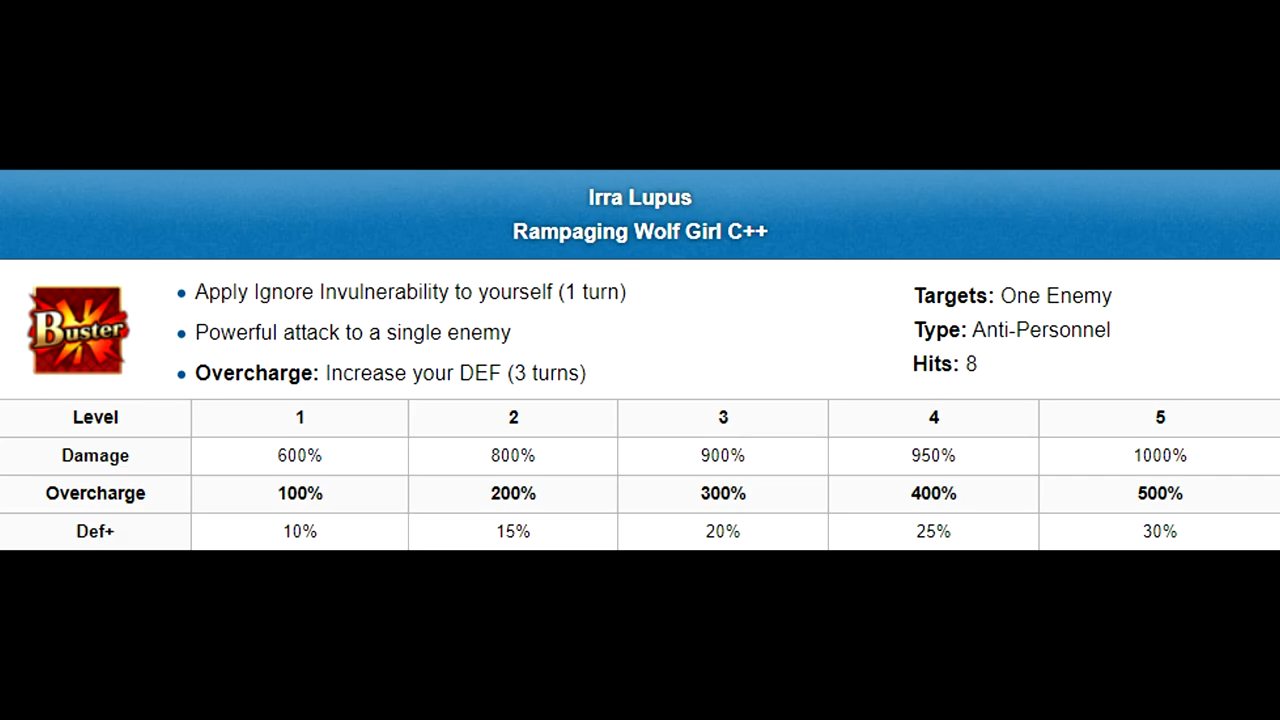 Irra Lupus
Rampaging Wolf Girl C++
Buster
Apply Ignore Invulnerability to yourself (1 turn)
Powerful attack to a single enemy
Overcharge: Increase your DEF (3 turns)
Targets: One Enemy
Type: Anti-Personnel
Hits: 8
Level 1 2 3 4 5
Damage 600% 800% 900% 950% 1000%
Overcharge 100% 200% 300% 400% 500%
Def+ 10% 15% 20% 25% 30%